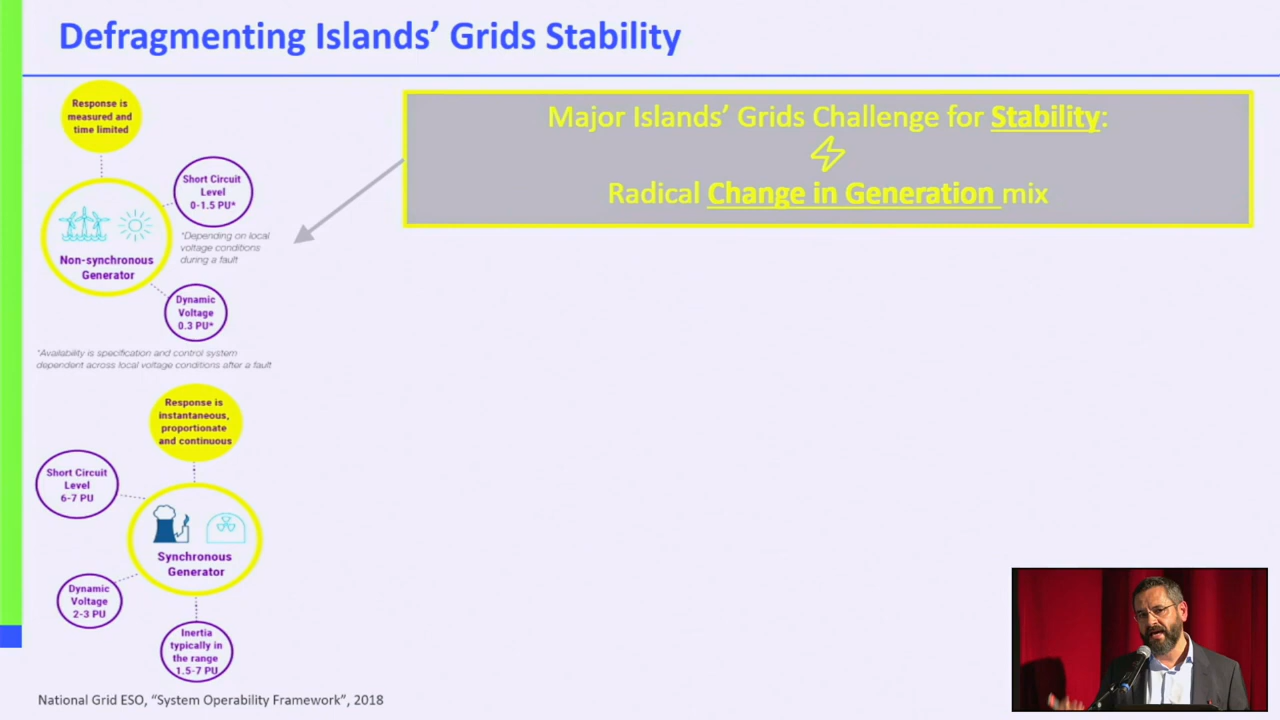 Defragmenting Islands’ Grids Stability
Response is
measured and
time limited
Short Circuit
Level
0-1.5 PU*
*Depending on local
voltage conditions
during a fault
Non-synchronous
Generator
Dynamic
Voltage
0.3 PU*
*Availability is specification and control system
dependent across local voltage conditions after a fault
Major Islands’ Grids Challenge for Stability:
Radical Change in Generation mix
Response is
instantaneous,
proportionate
and continuous
Short Circuit
Level
6-7 PU
Synchronous
Generator
Dynamic
Voltage
2-3 PU
Inertia
typically in
the range
1.5-7 PU
National Grid ESO, “System Operability Framework”, 2018